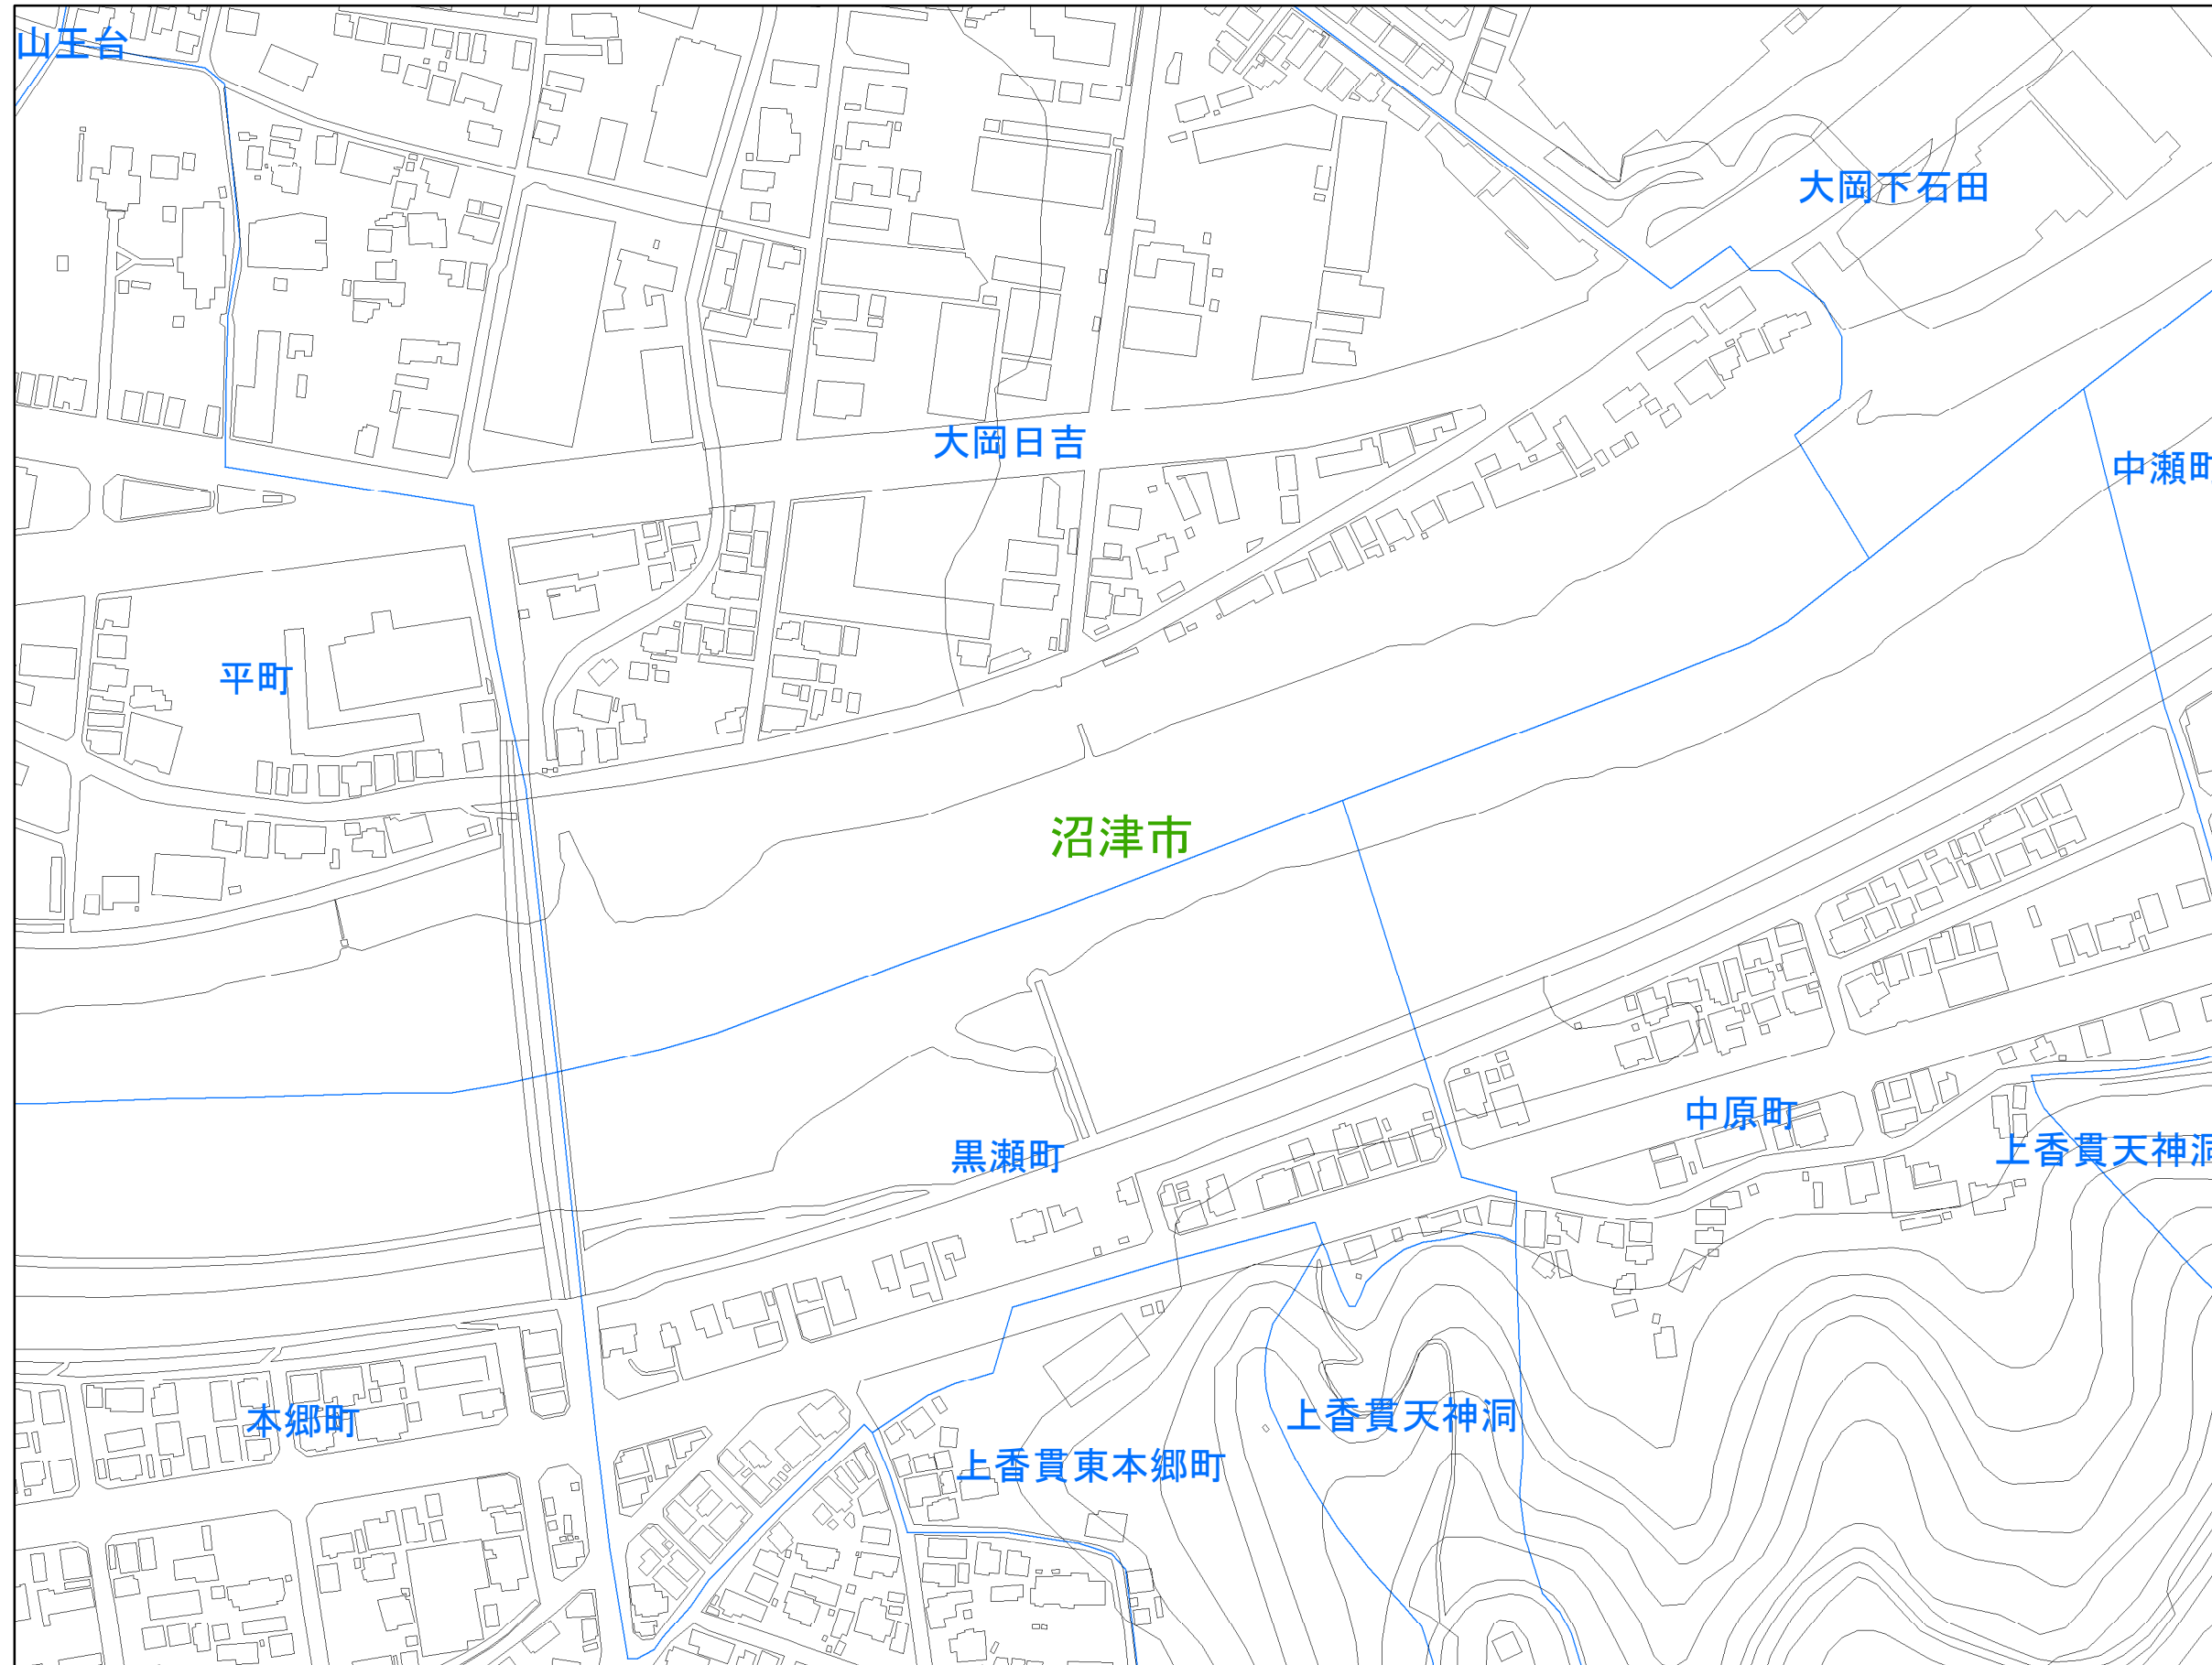 山王台
大岡下石田
大岡日吉
中瀬町
平町
沼津市
中原町
黒瀬町
上香貫天神洞
上香貫天神洞
本郷町
上香貫東本郷町